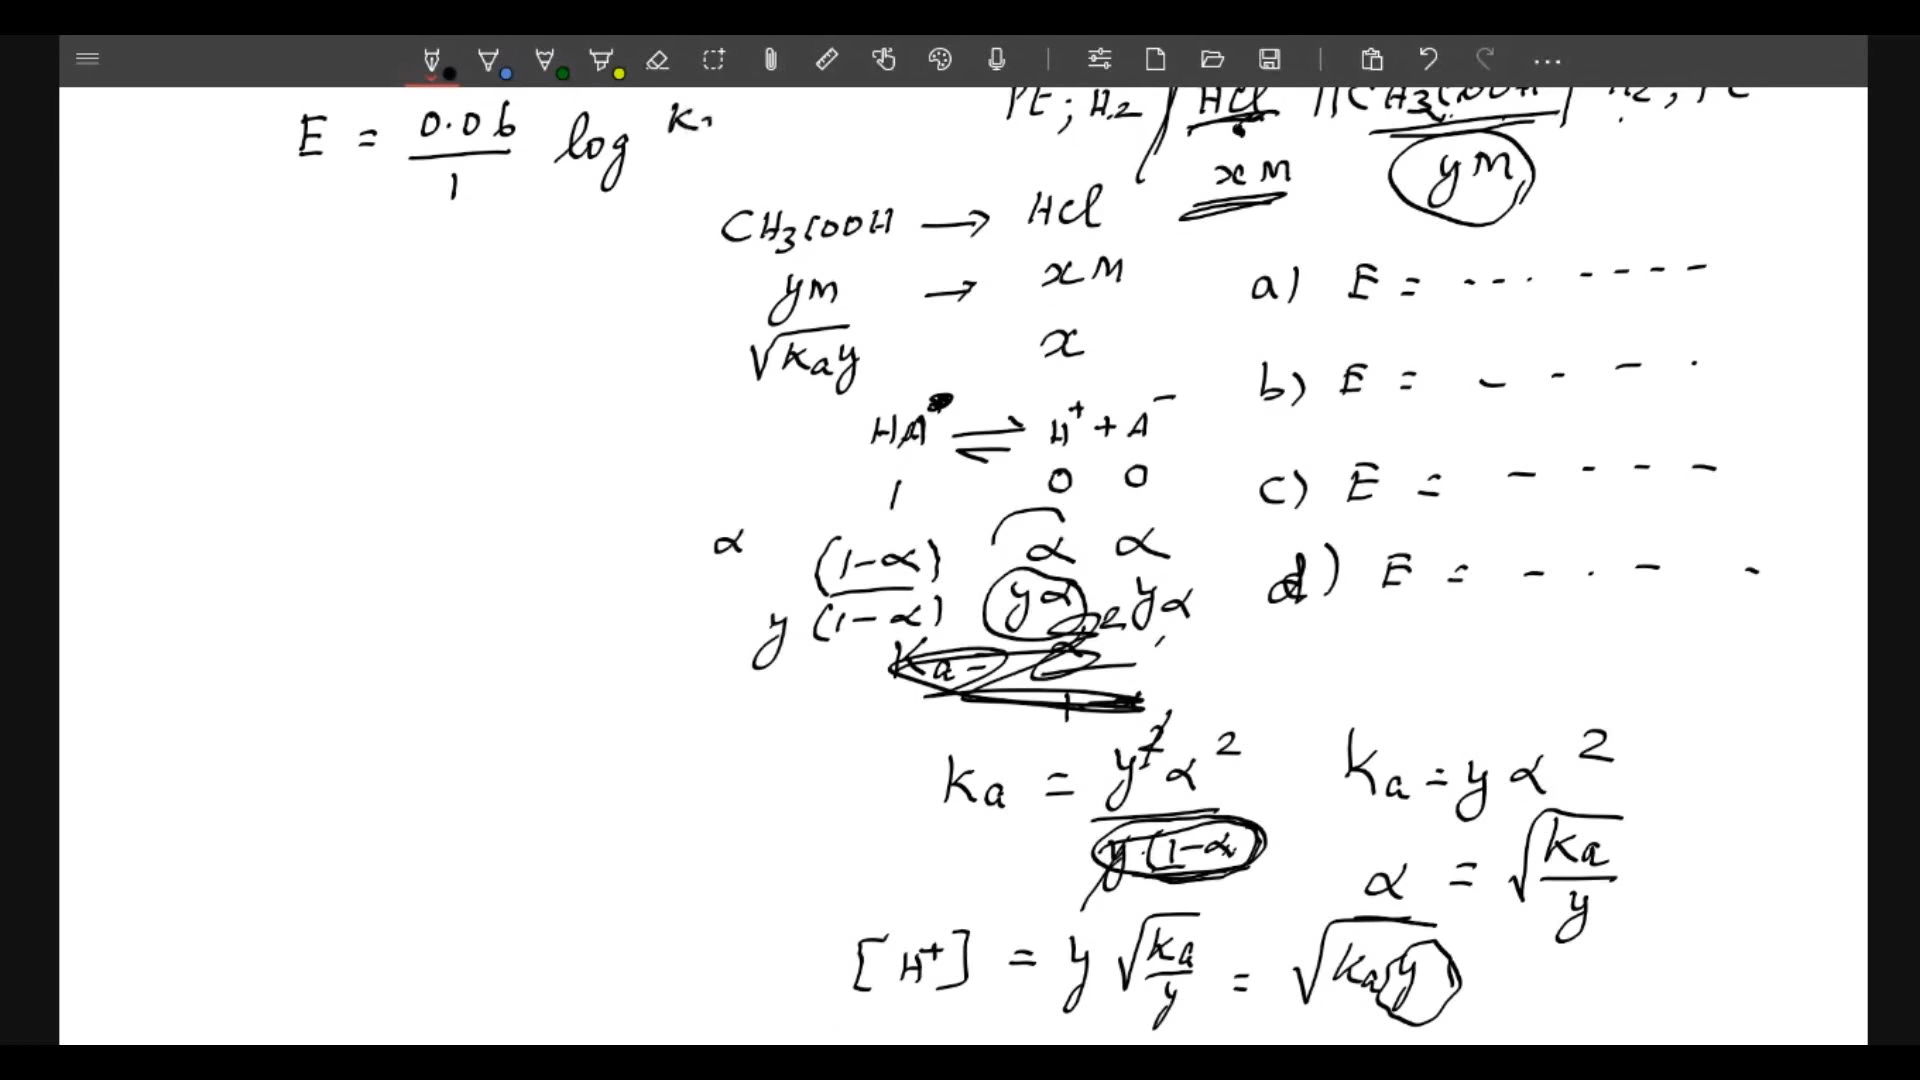 E = 0.06/1 log K
Pt ; H2 / HCl || CH3COOH / H2 ; Pt
xM yM
CH3COOH → HCl
yM → xM
√Kay x
a) E = -- . - - - -
HA ⇌ H+ + A-
b) E = - - - .
1 0 0
c) E = - - - -
α (1-α) α α
d) E = - . - -
y(1-α) yα yα
Ka =
Ka = y²α² / y(1-α
Ka = yα²
α = √Ka/y
[H+] = y √Ka/y = √Kay